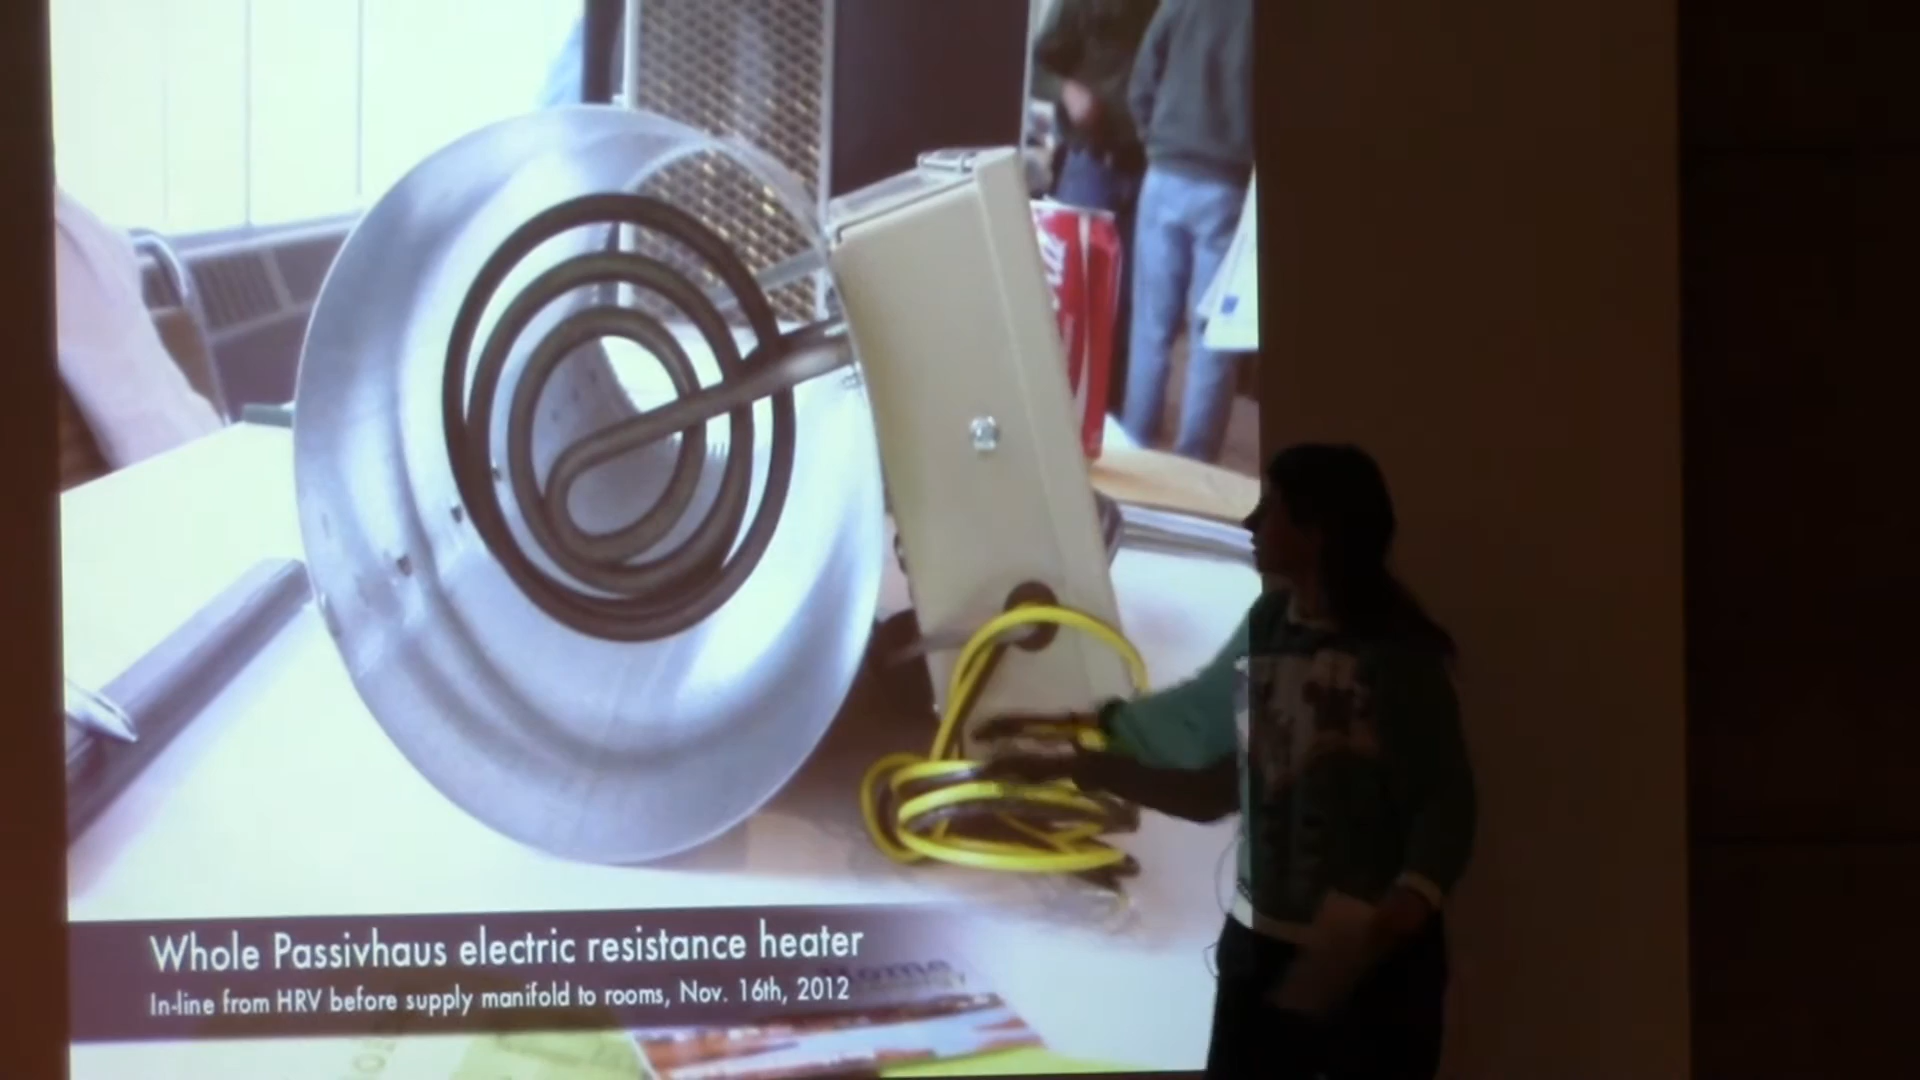 Whole Passivhaus electric resistance heater
In-line from HRV before supply manifold to rooms, Nov. 16th, 2012